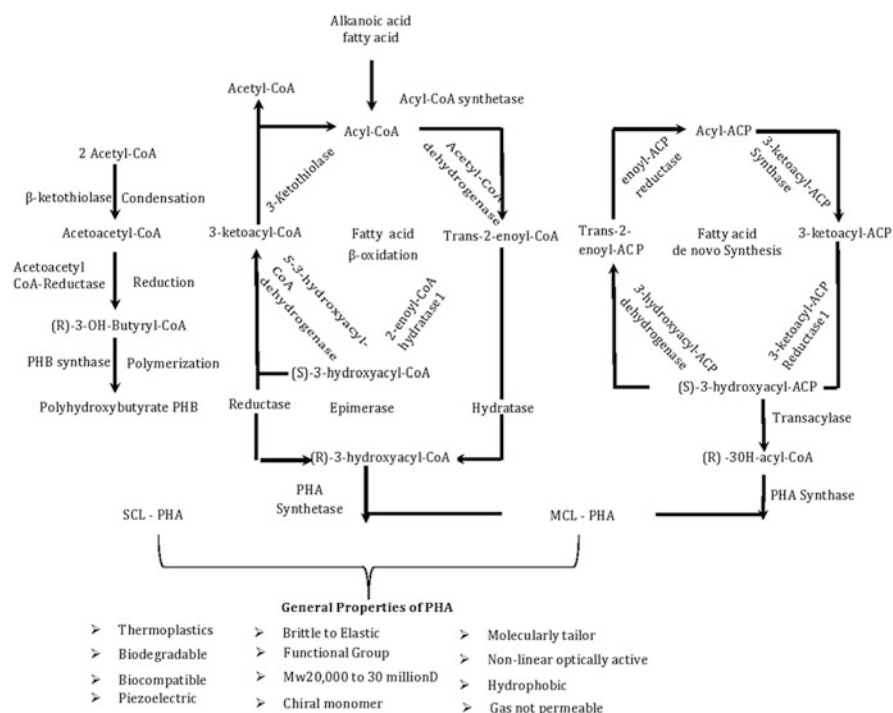 Alkanoic acid
fatty acid
Acetyl-CoA
Acyl-CoA synthetase
Acyl-CoA
2 Acetyl-CoA
β-ketothiolase
Condensation
Acetoacetyl-CoA
Acetoacetyl
CoA-Reductase
Reduction
(R)-3-OH-Butyryl-CoA
PHB synthase
Polymerization
Polyhydroxybutyrate PHB
3-Ketothiolase
Acetyl-CoA
dehydrogenase
3-ketoacyl-CoA
Fatty acid
β-oxidation
Trans-2-enoyl-CoA
S-3-hydroxyacyl-
CoA
dehydrogenase
2-enoyl-CoA
hydratase1
(S)-3-hydroxyacyl-CoA
Reductase
Epimerase
Hydratase
(R)-3-hydroxyacyl-CoA
PHA
Synthetase
Acyl-ACP
enoyl-ACP
reductase
3-ketoacyl-ACP
Synthase
Trans-2-
enoyl-ACP
Fatty acid
de novo Synthesis
3-ketoacyl-ACP
3-hydroxyacyl-ACP
dehydrogenase
3-ketoacyl-ACP
Reductase1
(S)-3-hydroxyacyl-ACP
Transacylase
(R) -30H-acyl-CoA
PHA Synthase
SCL - PHA
MCL - PHA
General Properties of PHA
➢ Thermoplastics
➢ Biodegradable
➢ Biocompatible
➢ Piezoelectric
➢ Brittle to Elastic
➢ Functional Group
➢ Mw20,000 to 30 millionD
➢ Chiral monomer
➢ Molecularly tailor
➢ Non-linear optically active
➢ Hydrophobic
➢ Gas not permeable